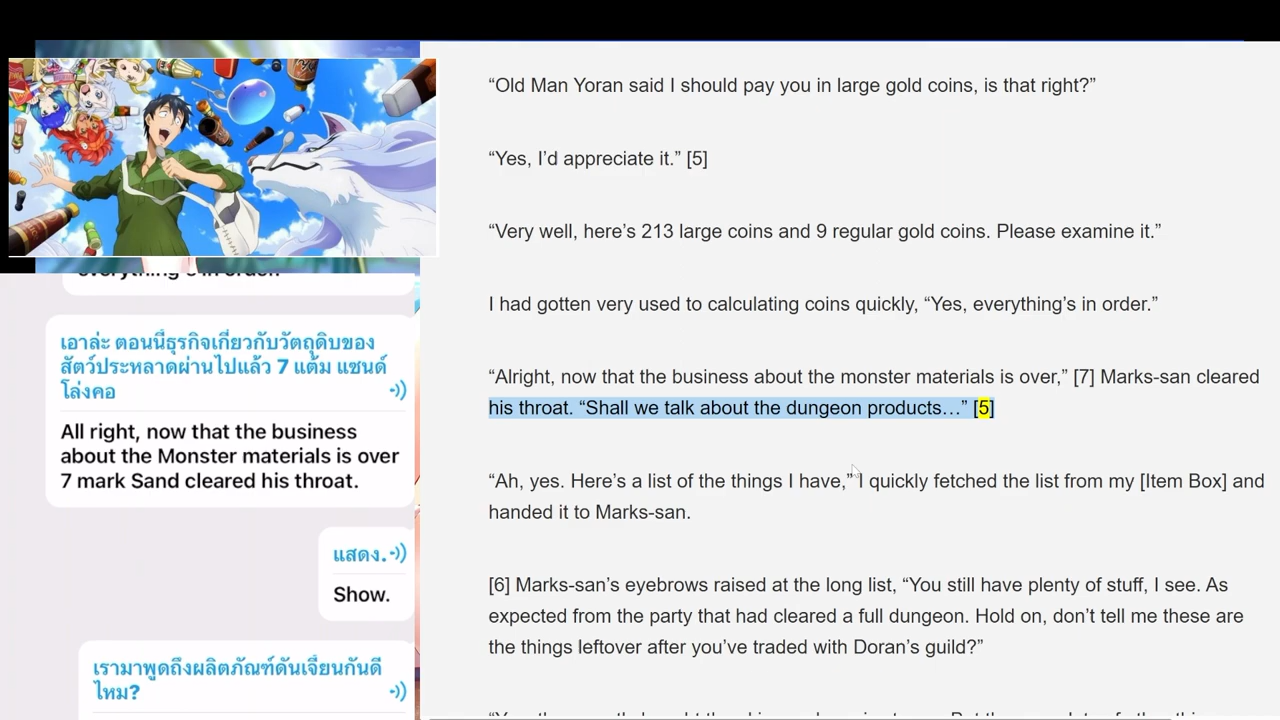 everything's in order.
เอาล่ะ ตอนนี้ธุรกิจเกี่ยวกับวัตถุดิบของ
สัตว์ประหลาดผ่านไปแล้ว 7 แต้ม แซนด์
โล่งคอ
All right, now that the business
about the Monster materials is over
7 mark Sand cleared his throat.
แสดง.
Show.
เรามาพูดถึงผลิตภัณฑ์ดันเจี้ยนกันดี
ไหม?
“Old Man Yoran said I should pay you in large gold coins, is that right?”
“Yes, I’d appreciate it.” [5]
“Very well, here’s 213 large coins and 9 regular gold coins. Please examine it.”
I had gotten very used to calculating coins quickly, “Yes, everything’s in order.”
“Alright, now that the business about the monster materials is over,” [7] Marks-san cleared
his throat. “Shall we talk about the dungeon products…” [5]
“Ah, yes. Here’s a list of the things I have,” I quickly fetched the list from my [Item Box] and
handed it to Marks-san.
[6] Marks-san’s eyebrows raised at the long list, “You still have plenty of stuff, I see. As
expected from the party that had cleared a full dungeon. Hold on, don’t tell me these are
the things leftover after you’ve traded with Doran’s guild?”